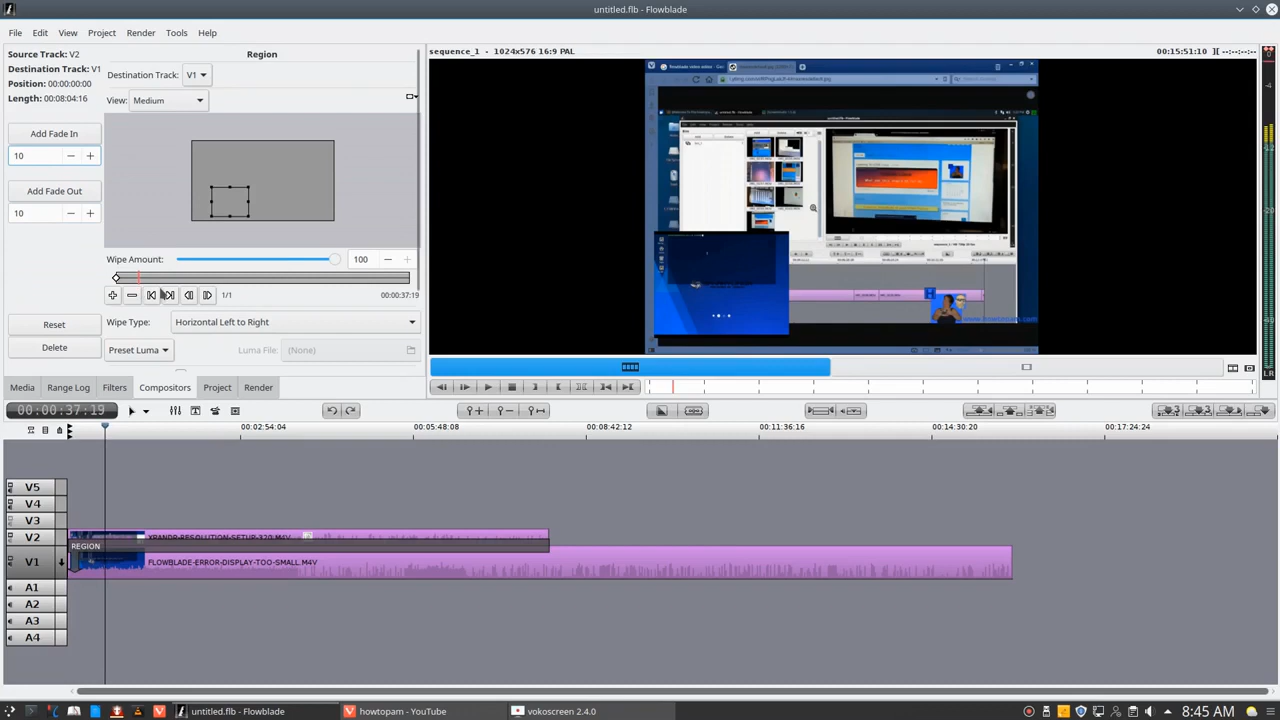 untitled.flb - Flowblade
File Edit View Project Render Tools Help
Source Track: V2
Region
Destination Track: V1
Destination Track: V1
Position: 00:00:00:00
Length: 00:08:04:16
View: Medium
Add Fade In
10 − +
Add Fade Out
10 − +
Wipe Amount: 100 − +
1/1 00:00:37:19
Reset
Wipe Type: Horizontal Left to Right
Delete
Preset Luma
Luma File: (None)
Media Range Log Filters Compositors Project Render
sequence_1 - 1024x576 16:9 PAL
00:15:51:10 ][ --:--:--:--
0
-4
L R
00:00:37:19
00:02:54:04 00:05:48:08 00:08:42:12 00:11:36:16 00:14:30:20 00:17:24:24
V5
V4
V3
V2 XRANDR-RESOLUTION-SETUP-320.M4V
REGION
V1 FLOWBLADE-ERROR-DISPLAY-TOO-SMALL.M4V
A1
A2
A3
A4
untitled.flb - Flowblade
howtopam - YouTube
vokoscreen 2.4.0
8:45 AM